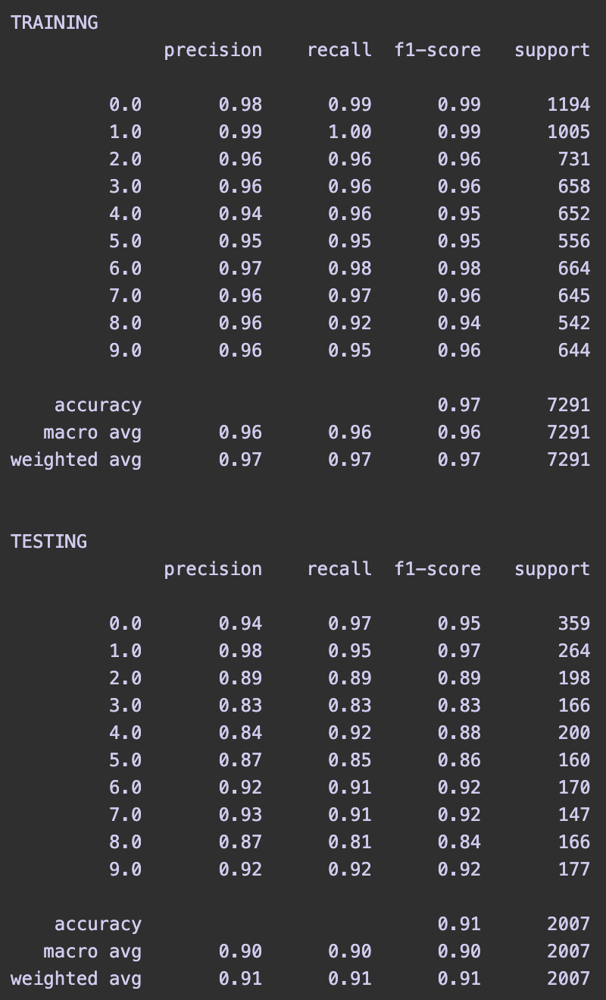 TRAINING
precision recall f1-score support
0.0 0.98 0.99 0.99 1194
1.0 0.99 1.00 0.99 1005
2.0 0.96 0.96 0.96 731
3.0 0.96 0.96 0.96 658
4.0 0.94 0.96 0.95 652
5.0 0.95 0.95 0.95 556
6.0 0.97 0.98 0.98 664
7.0 0.96 0.97 0.96 645
8.0 0.96 0.92 0.94 542
9.0 0.96 0.95 0.96 644
accuracy 0.97 7291
macro avg 0.96 0.96 0.96 7291
weighted avg 0.97 0.97 0.97 7291
TESTING
precision recall f1-score support
0.0 0.94 0.97 0.95 359
1.0 0.98 0.95 0.97 264
2.0 0.89 0.89 0.89 198
3.0 0.83 0.83 0.83 166
4.0 0.84 0.92 0.88 200
5.0 0.87 0.85 0.86 160
6.0 0.92 0.91 0.92 170
7.0 0.93 0.91 0.92 147
8.0 0.87 0.81 0.84 166
9.0 0.92 0.92 0.92 177
accuracy 0.91 2007
macro avg 0.90 0.90 0.90 2007
weighted avg 0.91 0.91 0.91 2007